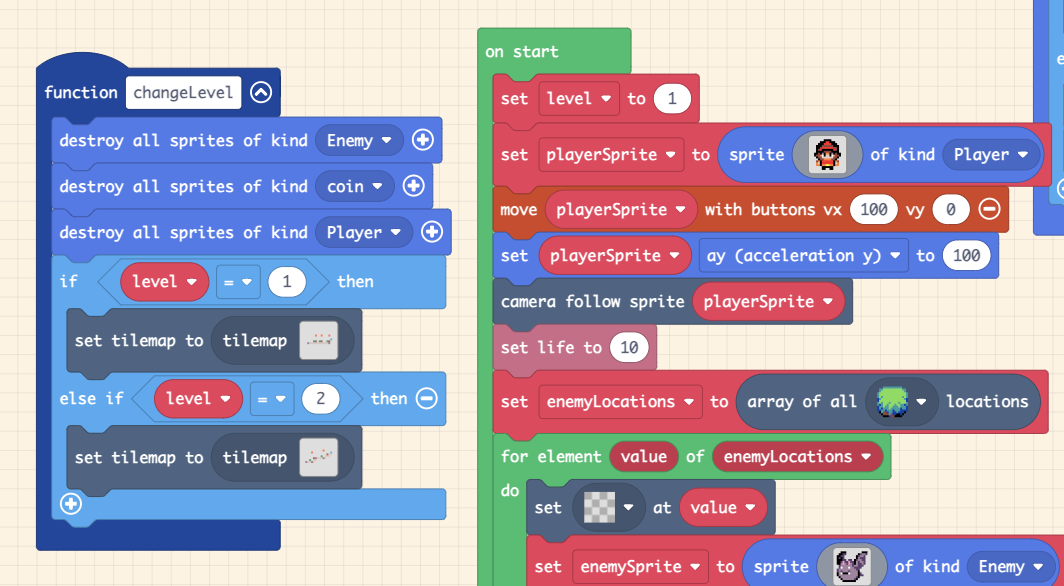 function changeLevel
destroy all sprites of kind Enemy
destroy all sprites of kind coin
destroy all sprites of kind Player
if level = 1 then
set tilemap to tilemap
else if level = 2 then
set tilemap to tilemap
on start
set level to 1
set playerSprite to sprite of kind Player
move playerSprite with buttons vx 100 vy 0
set playerSprite ay (acceleration y) to 100
camera follow sprite playerSprite
set life to 10
set enemyLocations to array of all locations
for element value of enemyLocations
do set at value
set enemySprite to sprite of kind Enemy